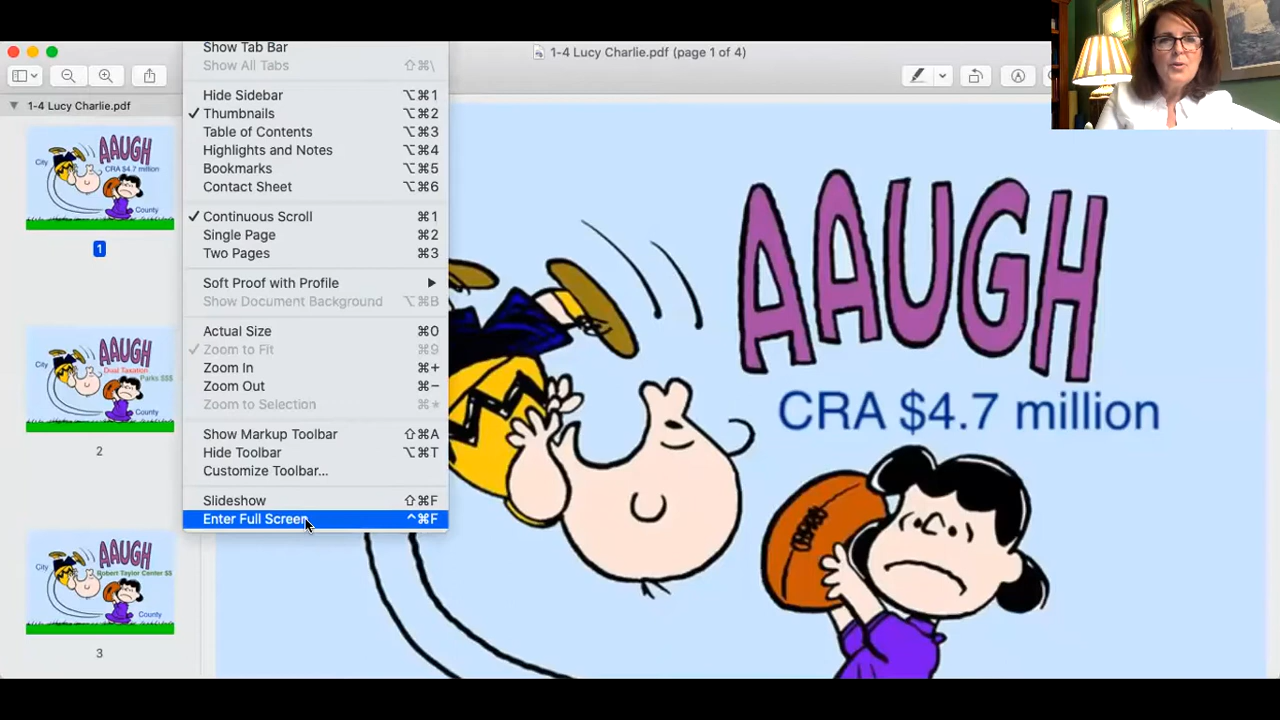 1-4 Lucy Charlie.pdf (page 1 of 4)
1-4 Lucy Charlie.pdf
City
AAUGH
CRA $4.7 million
County
1
City
AAUGH
Dual Taxation
Parks $$$
County
2
City
AAUGH
Robert Taylor Center $$
County
3
Show Tab Bar
Show All Tabs ⇧⌘\
Hide Sidebar ⌥⌘1
✓ Thumbnails ⌥⌘2
Table of Contents ⌥⌘3
Highlights and Notes ⌥⌘4
Bookmarks ⌥⌘5
Contact Sheet ⌥⌘6
✓ Continuous Scroll ⌘1
Single Page ⌘2
Two Pages ⌘3
Soft Proof with Profile ▶
Show Document Background ⌥⌘B
Actual Size ⌘0
✓ Zoom to Fit ⌘9
Zoom In ⌘+
Zoom Out ⌘−
Zoom to Selection ⌘*
Show Markup Toolbar ⇧⌘A
Hide Toolbar ⌥⌘T
Customize Toolbar...
Slideshow ⇧⌘F
Enter Full Screen ^⌘F
AAUGH
CRA $4.7 million